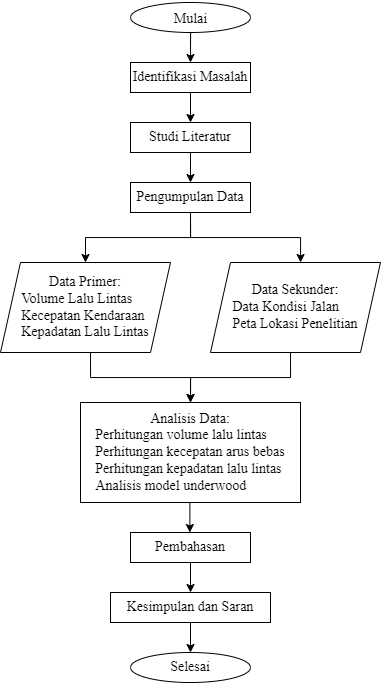 Mulai
Identifikasi Masalah
Studi Literatur
Pengumpulan Data
Data Primer:
Volume Lalu Lintas
Kecepatan Kendaraan
Kepadatan Lalu Lintas
Data Sekunder:
Data Kondisi Jalan
Peta Lokasi Penelitian
Analisis Data:
Perhitungan volume lalu lintas
Perhitungan kecepatan arus bebas
Perhitungan kepadatan lalu lintas
Analisis model underwood
Pembahasan
Kesimpulan dan Saran
Selesai